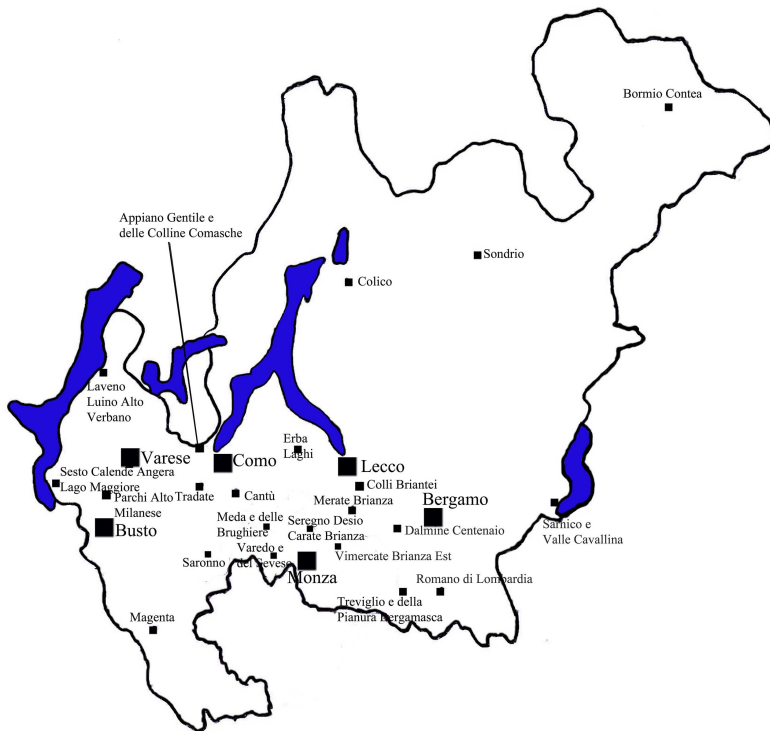 Bormio Contea
Appiano Gentile e
delle Colline Comasche
Sondrio
Colico
Laveno
Luino Alto
Verbano
Erba
Laghi
Varese
Como
Lecco
Sesto Calende Angera
Lago Maggiore
Parchi Alto
Milanese
Tradate
Cantù
Colli Briantei
Merate Brianza
Bergamo
Busto
Meda e delle
Brughiere
Seregno Desio
Carate Brianza
Dalmine Centenaio
Sarnico e
Valle Cavallina
Saronno
Varedo e
del Seveso
Vimercate Brianza Est
Monza
Romano di Lombardia
Treviglio e della
Pianura Bergamasca
Magenta